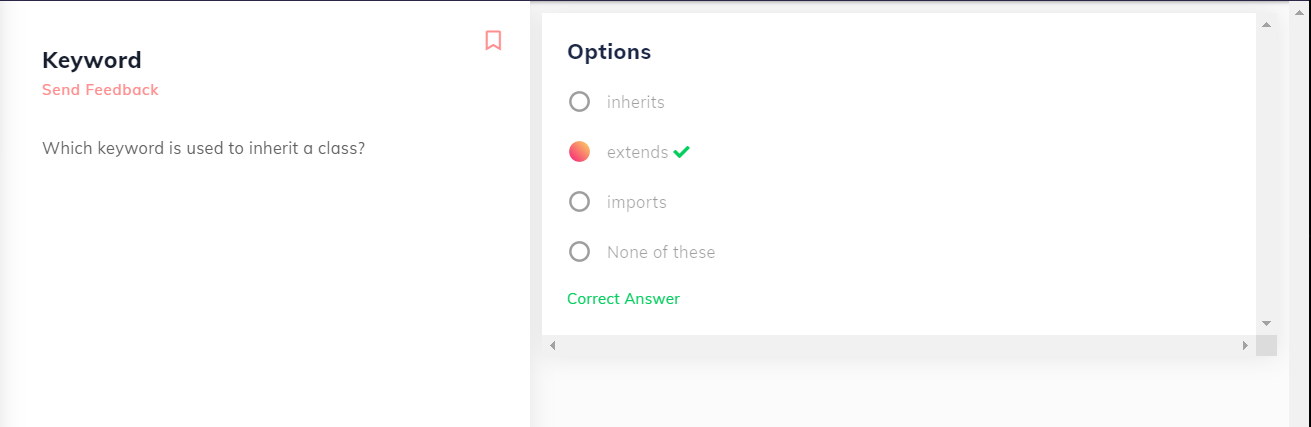 Keyword
Send Feedback
Which keyword is used to inherit a class?
Options
inherits
extends
imports
None of these
Correct Answer